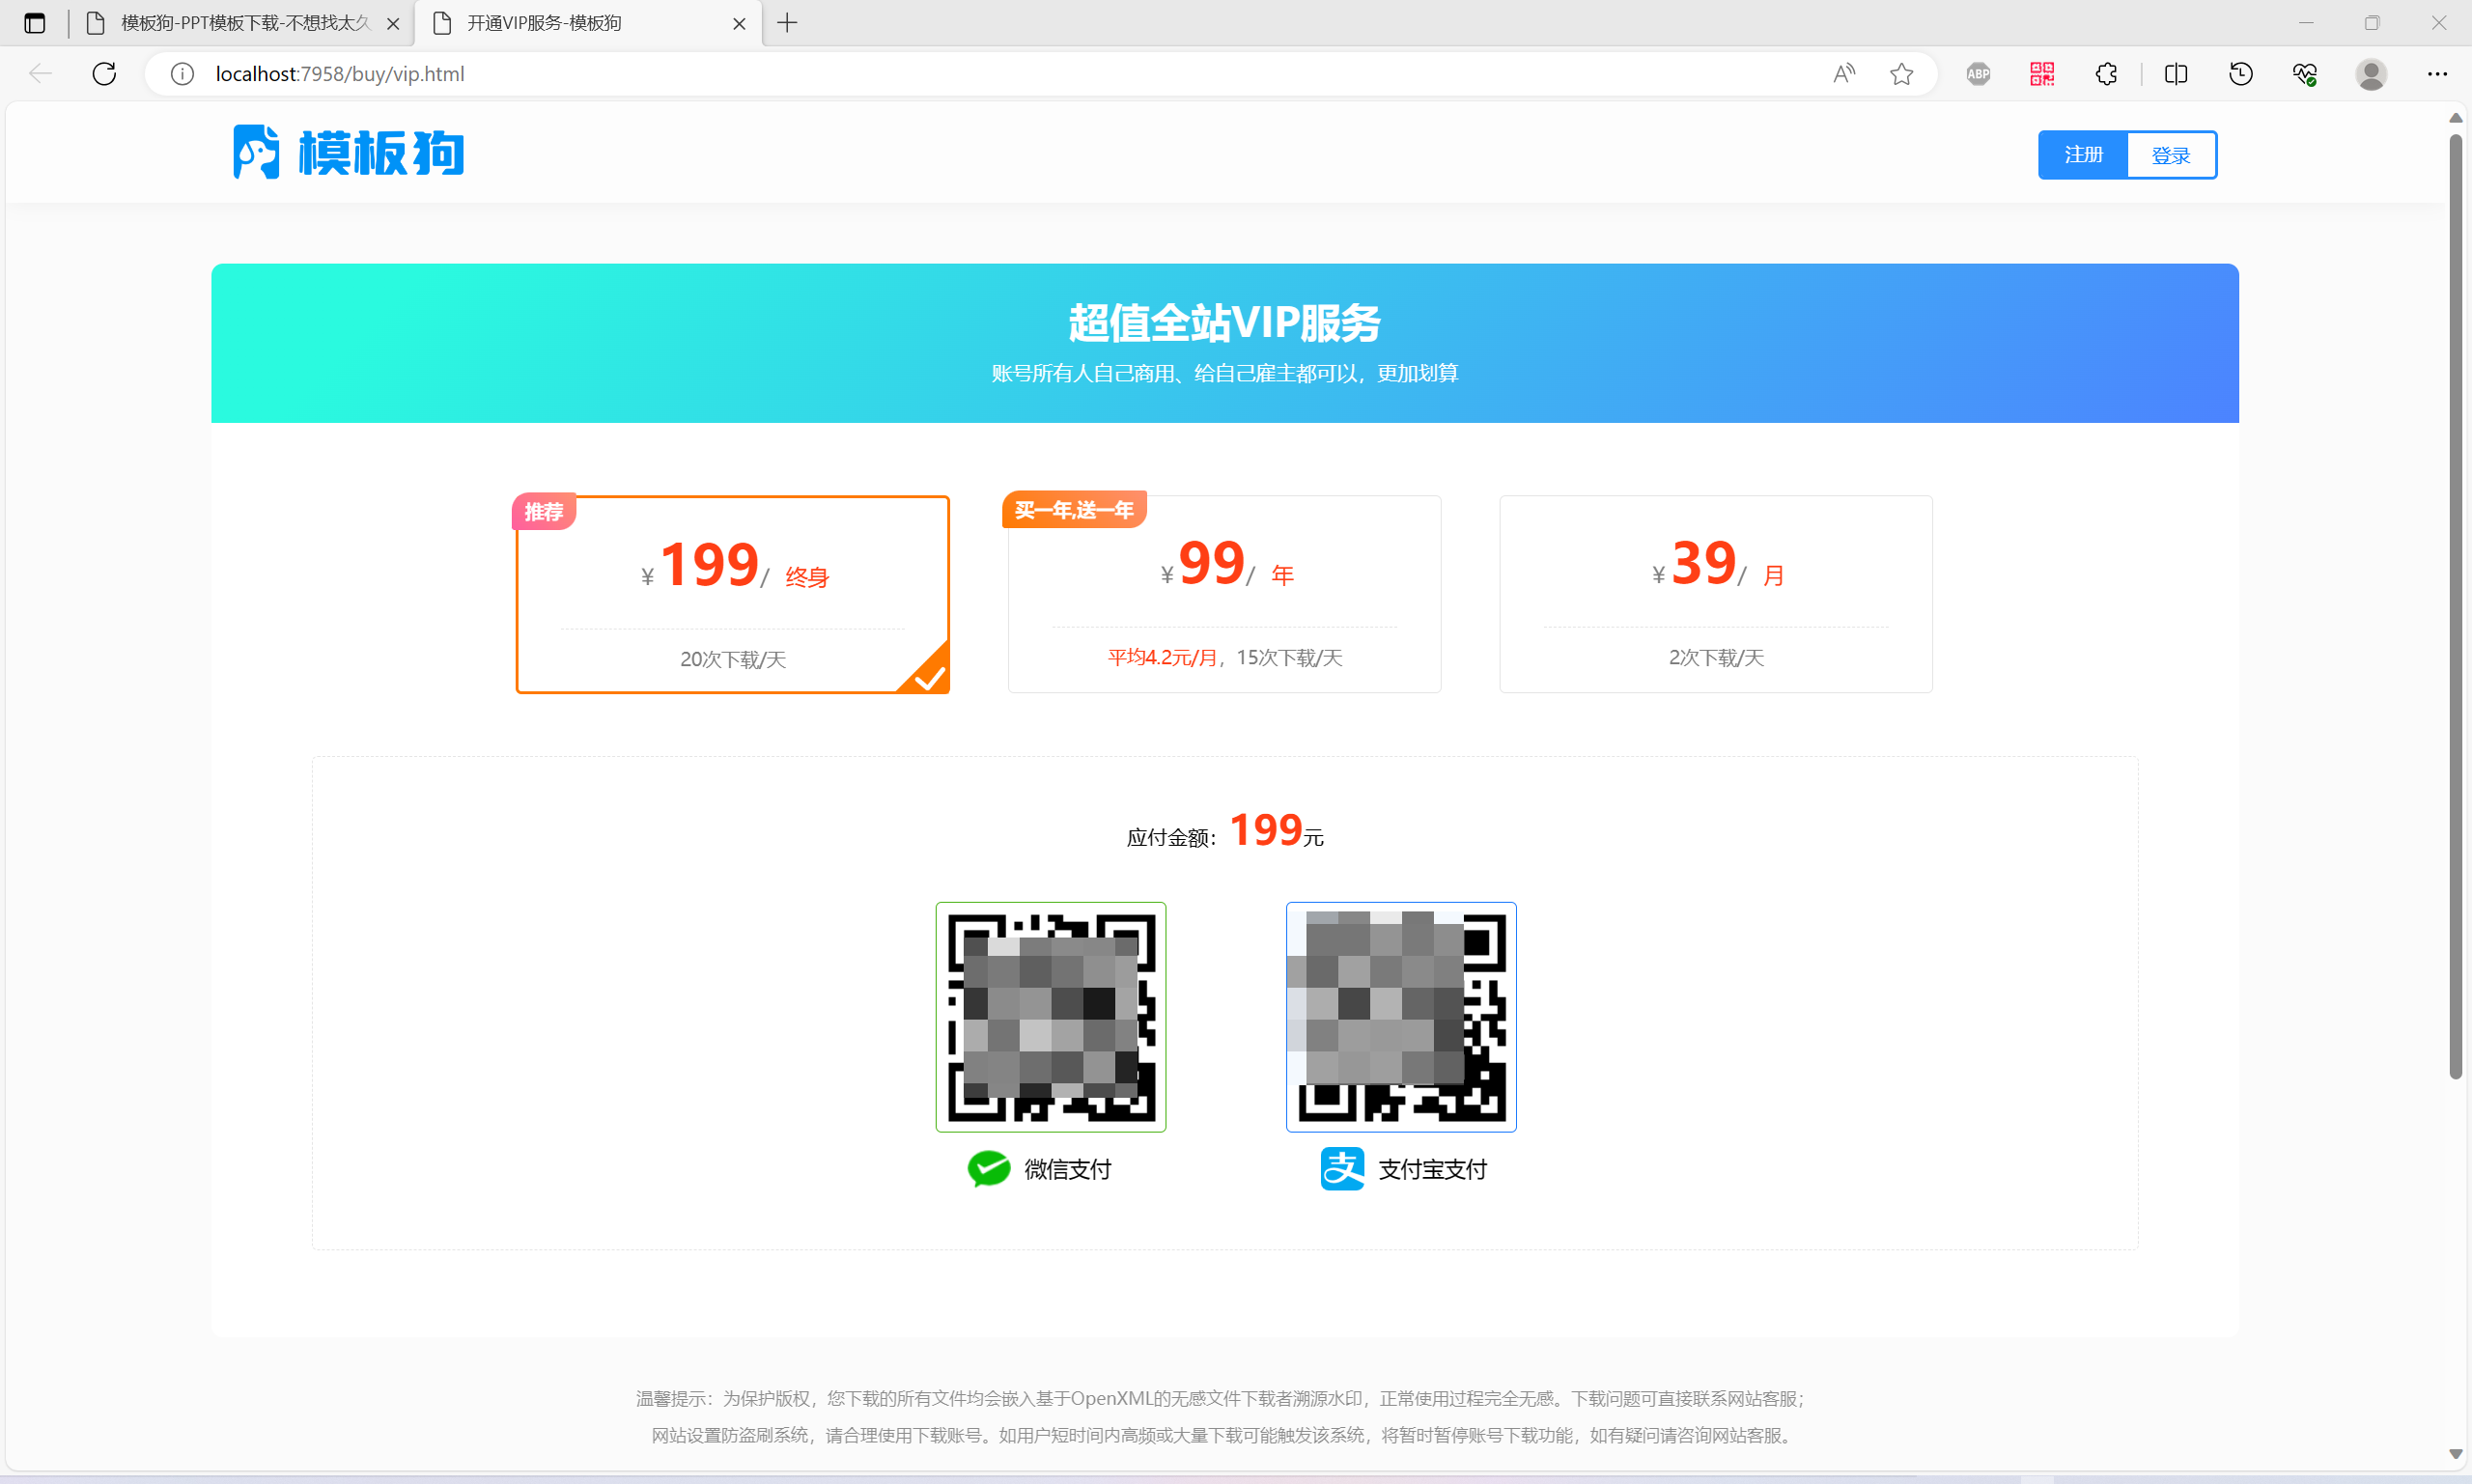 模板狗-PPT模板下载-不想找太久
开通VIP服务-模板狗
localhost:7958/buy/vip.html
ABP
模板狗
注册
登录
超值全站VIP服务
账号所有人自己商用、给自己雇主都可以，更加划算
推荐
¥199/ 终身
20次下载/天
买一年,送一年
¥99/ 年
平均4.2元/月，15次下载/天
¥39/ 月
2次下载/天
应付金额：199元
微信支付
支 支付宝支付
温馨提示：为保护版权，您下载的所有文件均会嵌入基于OpenXML的无感文件下载者溯源水印，正常使用过程完全无感。下载问题可直接联系网站客服；
网站设置防盗刷系统，请合理使用下载账号。如用户短时间内高频或大量下载可能触发该系统，将暂时暂停账号下载功能，如有疑问请咨询网站客服。